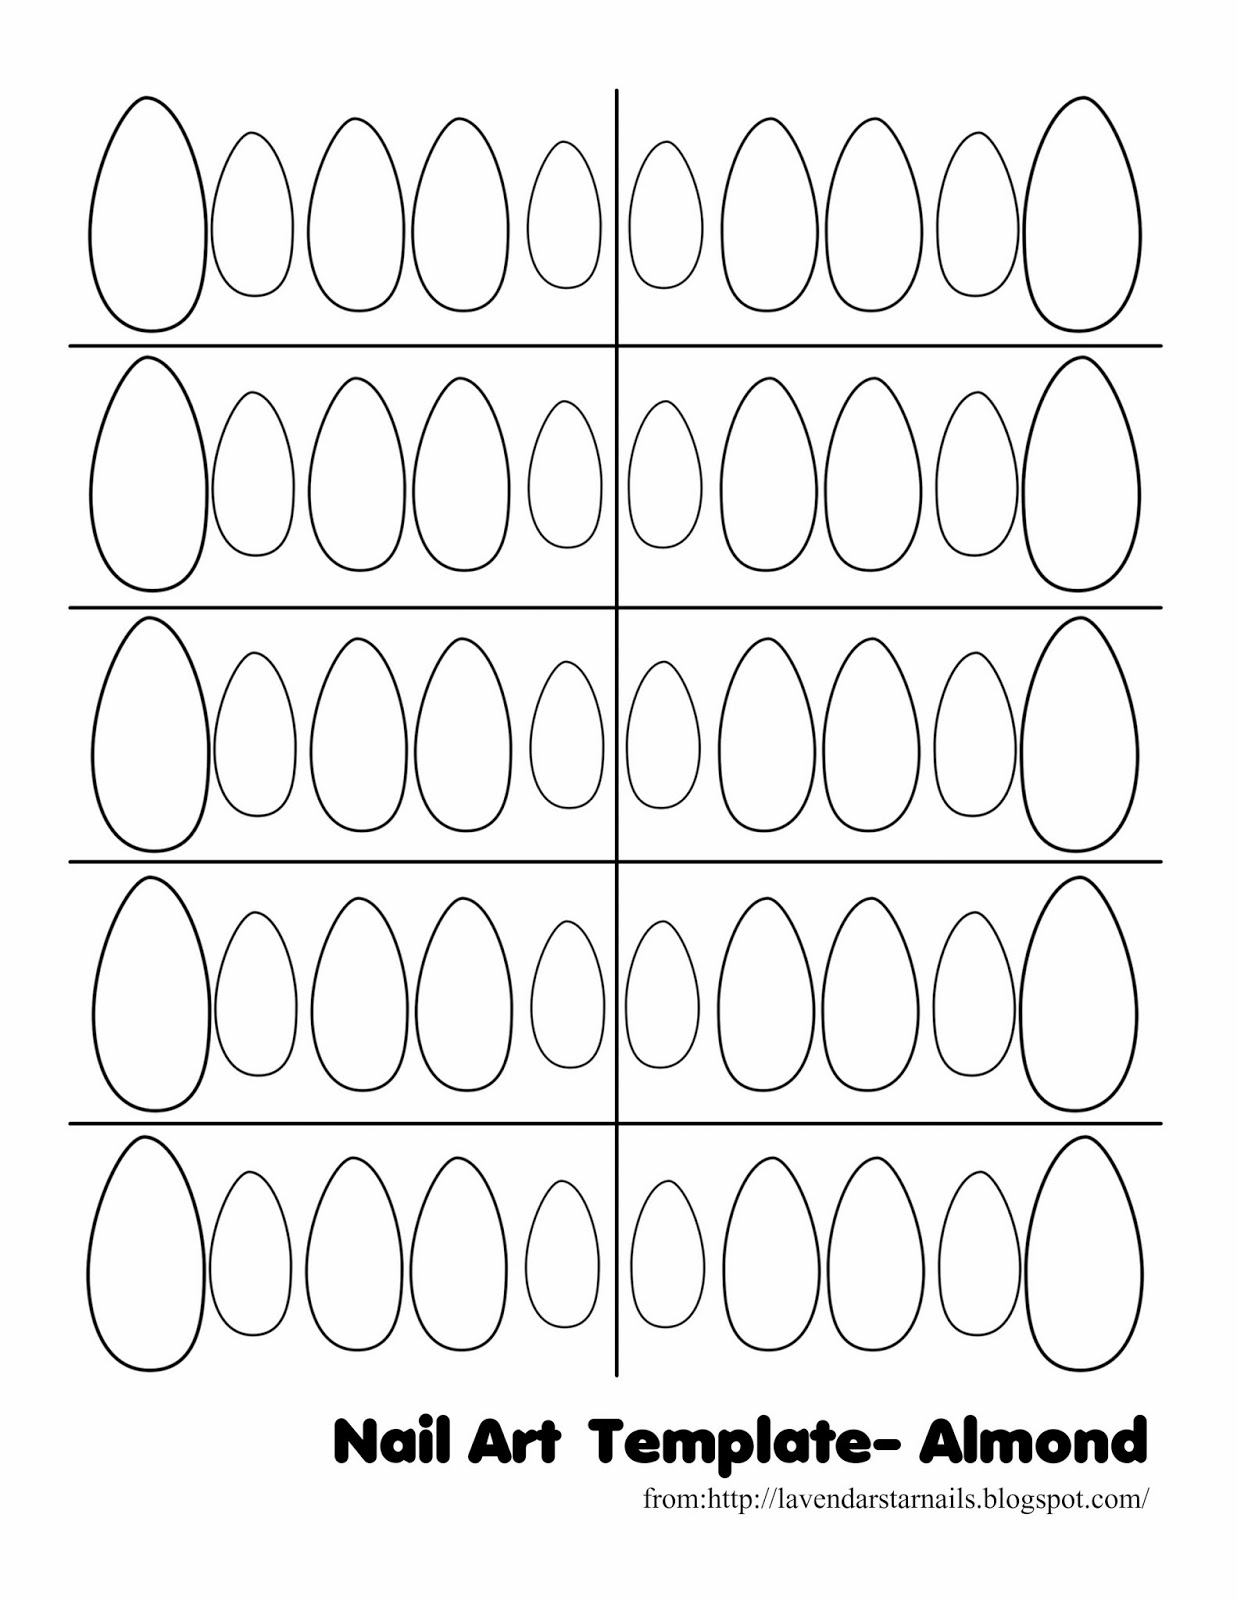 Nail Art Template- Almond
from:http://lavendarstarnails.blogspot.com/